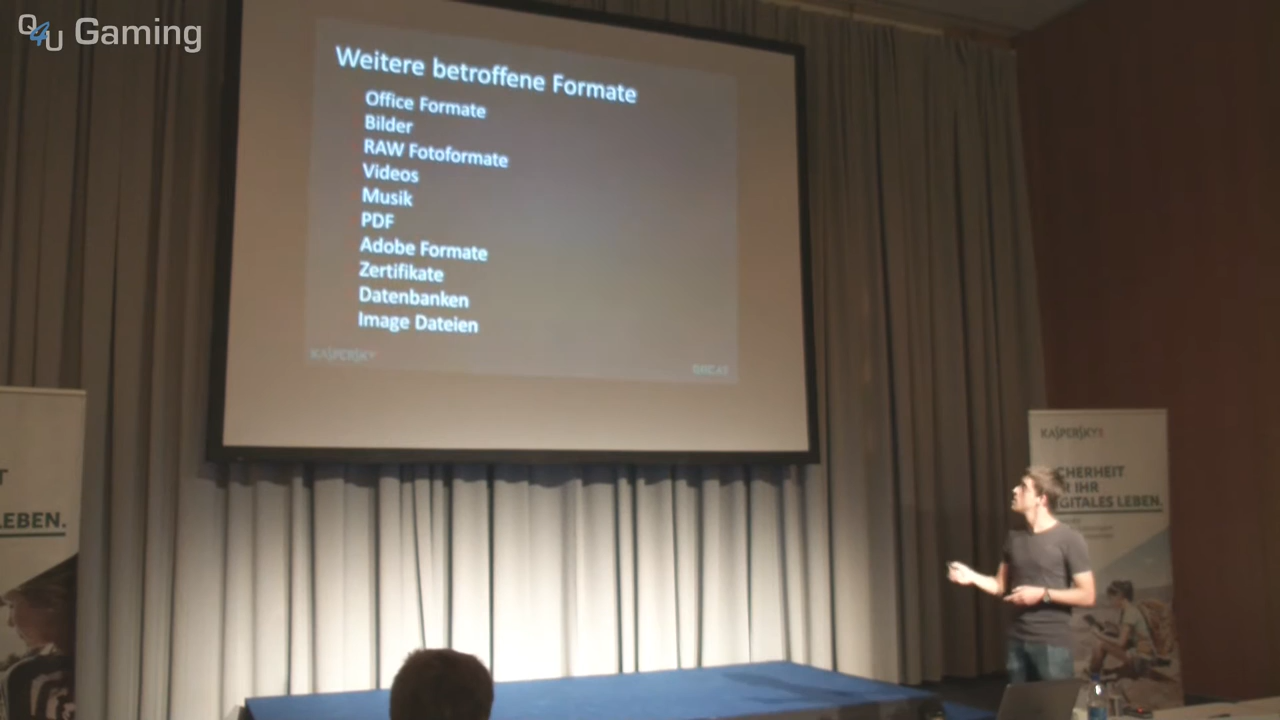 Q4U Gaming
Weitere betroffene Formate
Office Formate
Bilder
RAW Fotoformate
Videos
Musik
PDF
Adobe Formate
Zertifikate
Datenbanken
Image Dateien
KASPERSKY
LEBEN.
KASPERSKY
CHERHEIT
R IHR
GITALES LEBEN.